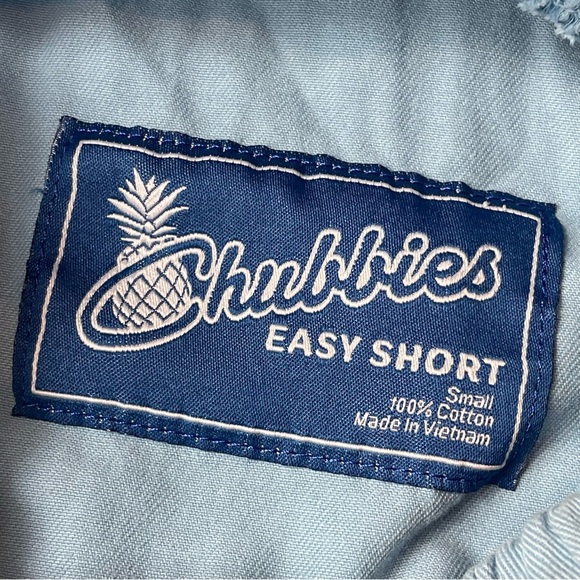 Chubbies
EASY SHORT
Small
100% Cotton
Made In Vietnam